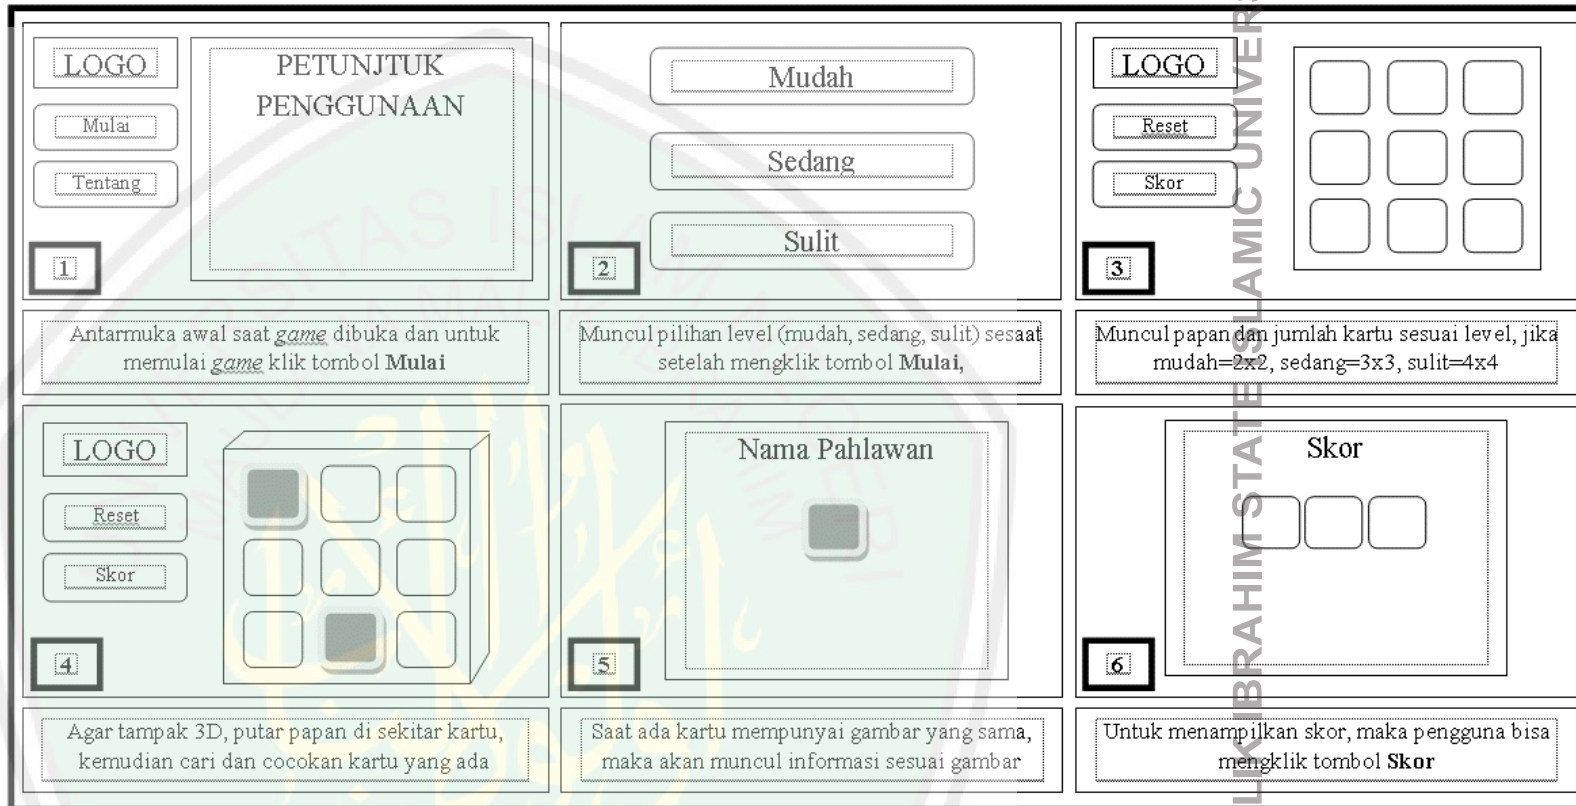 LOGO
Mulai
Tentang
PETUNJTUK
PENGGUNAAN
1
Mudah
Sedang
Sulit
2
LOGO
Reset
Skor
3
Antarmuka awal saat game dibuka dan untuk
memulai game klik tombol Mulai
Muncul pilihan level (mudah, sedang, sulit) sesaat
setelah mengklik tombol Mulai,
Muncul papan dan jumlah kartu sesuai level, jika
mudah=2x2, sedang=3x3, sulit=4x4
LOGO
Reset
Skor
4
Nama Pahlawan
5
Skor
6
Agar tampak 3D, putar papan di sekitar kartu,
kemudian cari dan cocokan kartu yang ada
Saat ada kartu mempunyai gambar yang sama,
maka akan muncul informasi sesuai gambar
Untuk menampilkan skor, maka pengguna bisa
mengklik tombol Skor
IBRAHIM STATE ISLAMIC